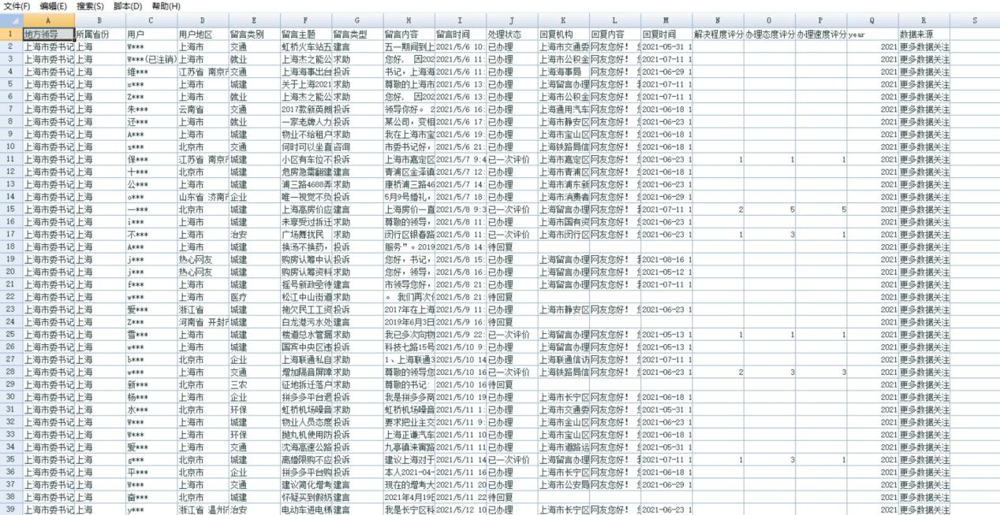 文件(F) 编辑(E) 搜索(S) 脚本(D) 帮助(H)
A B C D E F G H I J K L M N O P Q R S
1 地方领导 所属省份 用户 用户地区 留言类别 留言主题 留言类型 留言内容 留言时间 处理状态 回复机构 回复内容 回复时间 解决程度评分 办理态度评分 办理速度评分 year 数据来源
2 上海市委书记 上海 W*** 上海市 交通 虹桥火车站五 建言 五一期间到上 2021/5/6 10: 已办理 上海市交通委 网友您好! 2021-05-31 1 2021 更多数据关注
3 上海市委书记 上海 W***(已注销) 上海市 就业 上海杰之能公 求助 您好, 因202 2021/5/6 11: 已办理 上海市公积金 网友您好! 2021-07-11 1 2021 更多数据关注
4 上海市委书记 上海 维*** 江苏省 南京市 交通 上海海事出台 投诉 书记,上海海 2021/5/6 11: 已办理 上海海事局 网友您好! 2021-06-29 1 2021 更多数据关注
5 上海市委书记 上海 x*** 上海市 城建 关于上海2021 求助 尊敬的上海市 2021/5/6 13: 已办理 上海留言办理 网友您好! 2021-07-11 1 2021 更多数据关注
6 上海市委书记 上海 Z*** 上海市 就业 上海杰之能公 求助 您好, 因202 2021/5/6 13: 已办理 上海市公积金 网友您好! 2021-07-11 1 2021 更多数据关注
7 上海市委书记 上海 朱*** 云南省 交通 2017款新英朗 投诉 领导你好。 2 2021/5/6 16: 已办理 上海通用汽车 网友您好! 2021-06-18 1 2021 更多数据关注
8 上海市委书记 上海 还*** 上海市 就业 一家老牌人力 投诉 某公司,变相 2021/5/6 17: 已办理 上海市静安区 网友您好! 2021-06-23 1 2021 更多数据关注
9 上海市委书记 上海 A*** 上海市 城建 物业不给租户 求助 我在上海市宝 2021/5/6 19: 已办理 上海市宝山区 网友您好! 2021-06-18 1 2021 更多数据关注
10 上海市委书记 上海 s*** 北京市 交通 何时可以坐直 咨询 市委书记好, 2021/5/6 21: 已办理 上海铁路局信 网友您好! 2021-06-18 1 2021 更多数据关注
11 上海市委书记 上海 保*** 江苏省 南京市 城建 小区有车位不 投诉 上海市嘉定区 2021/5/7 9:4 已一次评价 上海市嘉定区 网友您好! 2021-06-23 1 1 1 1 2021 更多数据关注
12 上海市委书记 上海 十*** 北京市 城建 危房急需翻建 建言 青浦区金泽镇 2021/5/7 12: 已办理 上海市青浦区 网友您好! 2021-06-18 1 2021 更多数据关注
13 上海市委书记 上海 公*** 上海市 城建 浦三路4688弄 求助 康桥浦三路46 2021/5/7 14: 已办理 上海市浦东新 网友您好! 2021-06-23 1 2021 更多数据关注
14 上海市委书记 上海 o*** 山东省 济南市 企业 唯一视觉不负 投诉 5月9号婚礼, 2021/5/7 18: 已办理 上海市消费者 网友您好! 2021-06-29 1 2021 更多数据关注
15 上海市委书记 上海 一*** 北京市 城建 上海高房价应 建言 上海房价一直 2021/5/8 9:3 已一次评价 上海留言办理 网友您好! 2021-07-11 1 2 5 5 2021 更多数据关注
16 上海市委书记 上海 i*** 上海市 城建 未享受过拆迁 求助 尊敬的领导, 2021/5/8 11: 已办理 上海市国有资 网友您好! 2021-06-23 1 2021 更多数据关注
17 上海市委书记 上海 不*** 上海市 治安 广场舞扰民 求助 闵行区银春路 2021/5/8 11: 已一次评价 上海市闵行区 网友您好! 2021-06-23 1 1 3 1 2021 更多数据关注
18 上海市委书记 上海 A*** 上海市 城建 换汤不换药, 投诉 服务”。2019 2021/5/8 14: 待回复 2021 更多数据关注
19 上海市委书记 上海 j*** 热心网友 城建 购房认筹中认 投诉 您好,书记, 2021/5/8 15: 已办理 上海留言办理 网友您好! 2021-08-16 1 2021 更多数据关注
20 上海市委书记 上海 j*** 热心网友 城建 购房认筹资料 求助 您好,领导, 2021/5/8 16: 已办理 上海留言办理 网友您好! 2021-05-12 1 2021 更多数据关注
21 上海市委书记 上海 f*** 上海市 城建 摇号新政亟待 建言 市领导您好, 2021/5/8 21: 已办理 上海留言办理 网友您好! 2021-07-11 1 2021 更多数据关注
22 上海市委书记 上海 w*** 上海市 医疗 松江中山街道 求助 。 我们再次 2021/5/8 21: 待回复 2021 更多数据关注
23 上海市委书记 上海 爱*** 浙江省 城建 拖欠民工工资 投诉 2017年在上海 2021/5/9 11: 已办理 上海市静安区 网友您好! 2021-06-23 1 2021 更多数据关注
24 上海市委书记 上海 Z*** 河南省 开封市 城建 白龙港污水处 建言 2019年6月3日 2021/5/9 16: 待回复 2021 更多数据关注
25 上海市委书记 上海 雪*** 上海市 城建 楼道总水管漏 求助 我已多次向物 2021/5/9 22: 已一次评价 上海留言办理 网友您好! 2021-05-13 1 1 1 1 2021 更多数据关注
26 上海市委书记 上海 w*** 上海市 城建 国宾中央区违 投诉 科技七路15号 2021/5/10 9: 已办理 上海留言办理 网友您好! 2021-05-13 1 2021 更多数据关注
27 上海市委书记 上海 b*** 北京市 企业 上海联通私自 求助 1、上海联通3 2021/5/10 14 已办理 上海联通信访 网友您好! 2021-07-11 1 2021 更多数据关注
28 上海市委书记 上海 w*** 上海市 交通 增加隔音屏障 求助 尊敬的领导您 2021/5/10 16 已一次评价 上海铁路局信 网友您好! 2021-06-23 1 2 3 3 2021 更多数据关注
29 上海市委书记 上海 新*** 北京市 三农 征地拆迁落户 求助 尊敬的书记: 2021/5/10 16 待回复 2021 更多数据关注
30 上海市委书记 上海 杨*** 上海市 企业 拼多多平台退 投诉 我是拼多多商 2021/5/10 19 已办理 上海市长宁区 网友您好! 2021-06-18 1 2021 更多数据关注
31 上海市委书记 上海 水*** 北京市 环保 虹桥机场噪音 求助 虹桥机场噪音 2021/5/11 1: 已办理 上海市交通委 网友您好! 2021-05-31 1 2021 更多数据关注
32 上海市委书记 上海 W*** 上海市 企业 物业人员态度 投诉 要求把业主交 2021/5/11 9: 已办理 上海市金山区 网友您好! 2021-06-23 1 2021 更多数据关注
33 上海市委书记 上海 W*** 上海市 环保 抛丸机使用防 投诉 上海正谦汽车 2021/5/11 10 已办理 上海市宝山区 网友您好! 2021-06-18 1 2021 更多数据关注
34 上海市委书记 上海 爱*** 上海市 交通 沈海高速公路 投诉 九亭镇涞寅路 2021/5/11 11 已办理 上海市道路运 网友您好! 2021-05-31 1 2021 更多数据关注
35 上海市委书记 上海 g*** 上海市 城建 离婚限购不应 投诉 建议上海对于 2021/5/11 14 已一次评价 上海留言办理 网友您好! 2021-07-11 1 1 3 1 2021 更多数据关注
36 上海市委书记 上海 平*** 北京市 企业 拼多多平台购 投诉 本人2021-04- 2021/5/11 16 已办理 上海市长宁区 网友您好! 2021-06-18 1 2021 更多数据关注
37 上海市委书记 上海 W*** 上海市 交通 建议简化增考 建言 现在的增考大 2021/5/11 20 已办理 上海市公安局 网友您好! 2021-06-29 1 2021 更多数据关注
38 上海市委书记 上海 奋*** 北京市 城建 怀疑买到假奶 建言 2021年4月19日 2021/5/11 22 待回复 2021 更多数据关注
39 上海市委书记 上海 y*** 浙江省 温州市 治安 电动车进电梯 建言 我是长宁区科 2021/5/12 10 已办理 上海市长宁区 网友您好! 2021-06-23 1 2021 更多数据关注